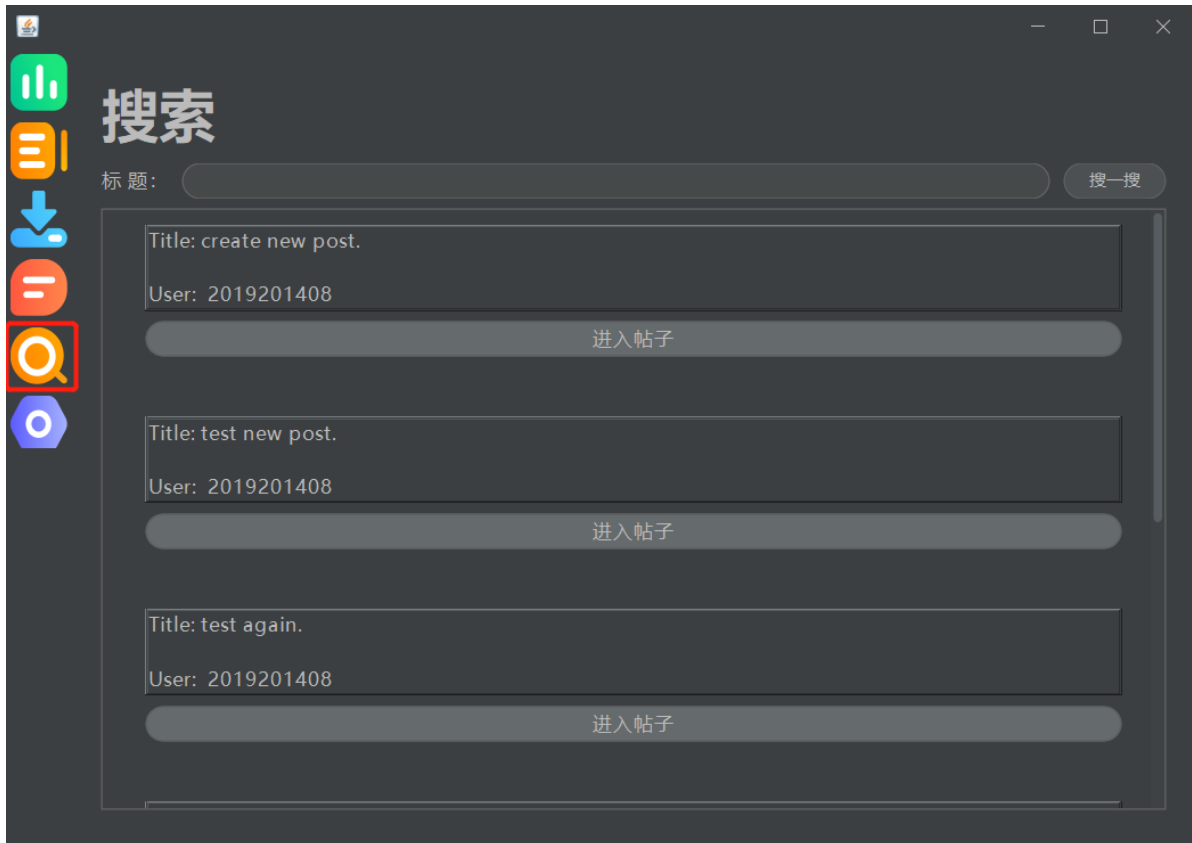 搜索
标 题：
搜一搜
Title: create new post.
User: 2019201408
进入帖子
Title: test new post.
User: 2019201408
进入帖子
Title: test again.
User: 2019201408
进入帖子